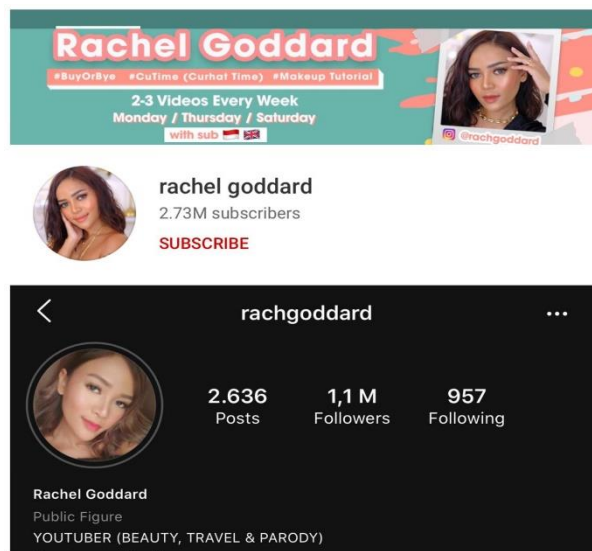 Rachel Goddard
#BuyOrBye #CuTime (Curhat Time) #Makeup Tutorial
2-3 Videos Every Week
Monday / Thursday / Saturday
with sub
@rachgoddard
rachel goddard
2.73M subscribers
SUBSCRIBE
rachgoddard
2.636 1,1 M 957
Posts Followers Following
Rachel Goddard
Public Figure
YOUTUBER (BEAUTY, TRAVEL & PARODY)